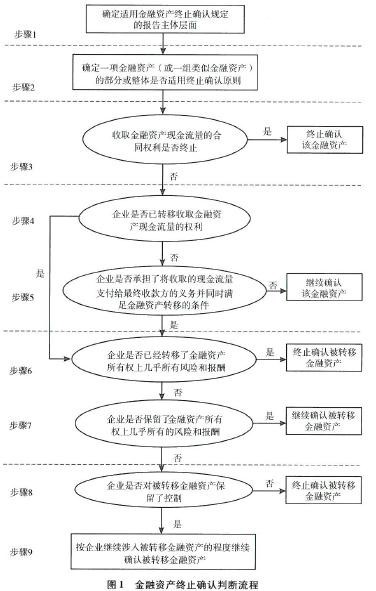 确定适用金融资产终止确认规定
的报告主体层面
步骤1
确定一项金融资产（或一组类似金融资产）
的部分或整体是否适用终止确认原则
步骤2
收取金融资产现金流量的合
同权利是否终止
是
终止确认
该金融资产
步骤3
否
步骤4
企业是否已转移收取金融资
产现金流量的权利
是
否
步骤5
企业是否承担了将收取的现金流量
支付给最终收款方的义务并同时满
足金融资产转移的条件
否
继续确认
该金融资产
是
步骤6
企业是否已经转移了金融资产
所有权上几乎所有风险和报酬
是
终止确认被转移
金融资产
否
步骤7
企业是否保留了金融资产所有
权上几乎所有的风险和报酬
是
继续确认被转移
金融资产
否
步骤8
企业是否对被转移金融资产保
留了控制
否
终止确认被转移
金融资产
是
步骤9
按企业继续涉入被转移金融资产的程度继续
确认被转移金融资产
图1 金融资产终止确认判断流程